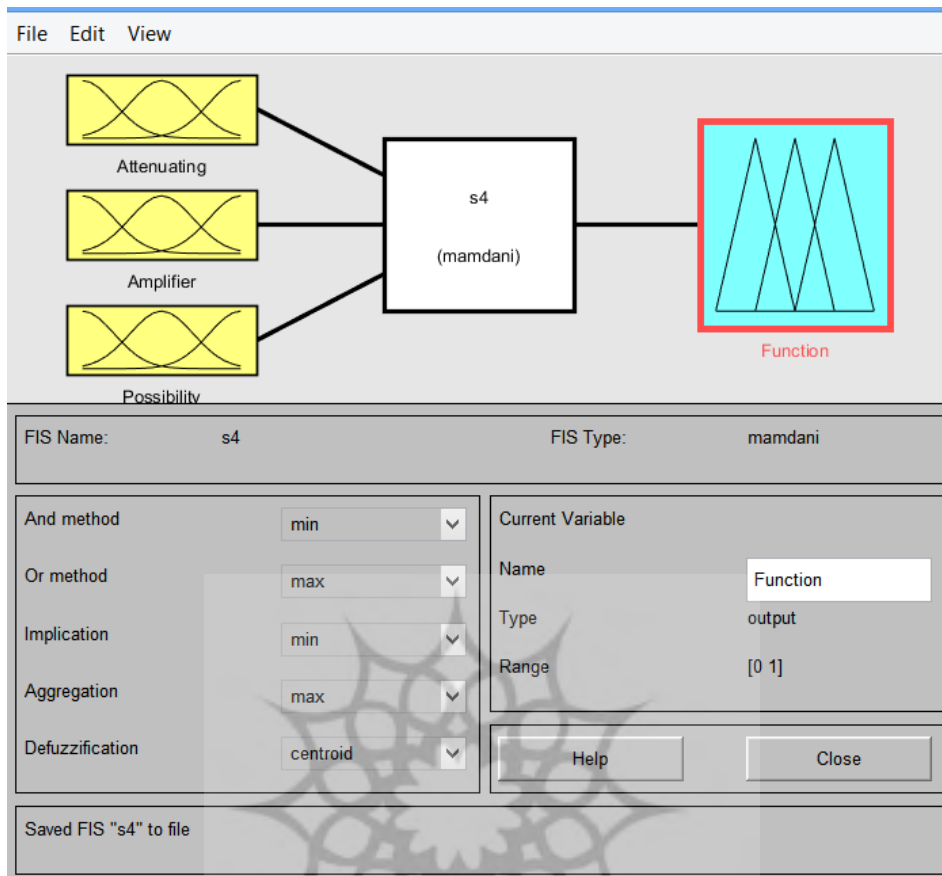 File Edit View
Attenuating
Amplifier
Possibility
s4
(mamdani)
Function
FIS Name: s4 FIS Type: mamdani
And method min
Or method max
Implication min
Aggregation max
Defuzzification centroid
Current Variable
Name Function
Type output
Range [0 1]
Help Close
Saved FIS "s4" to file